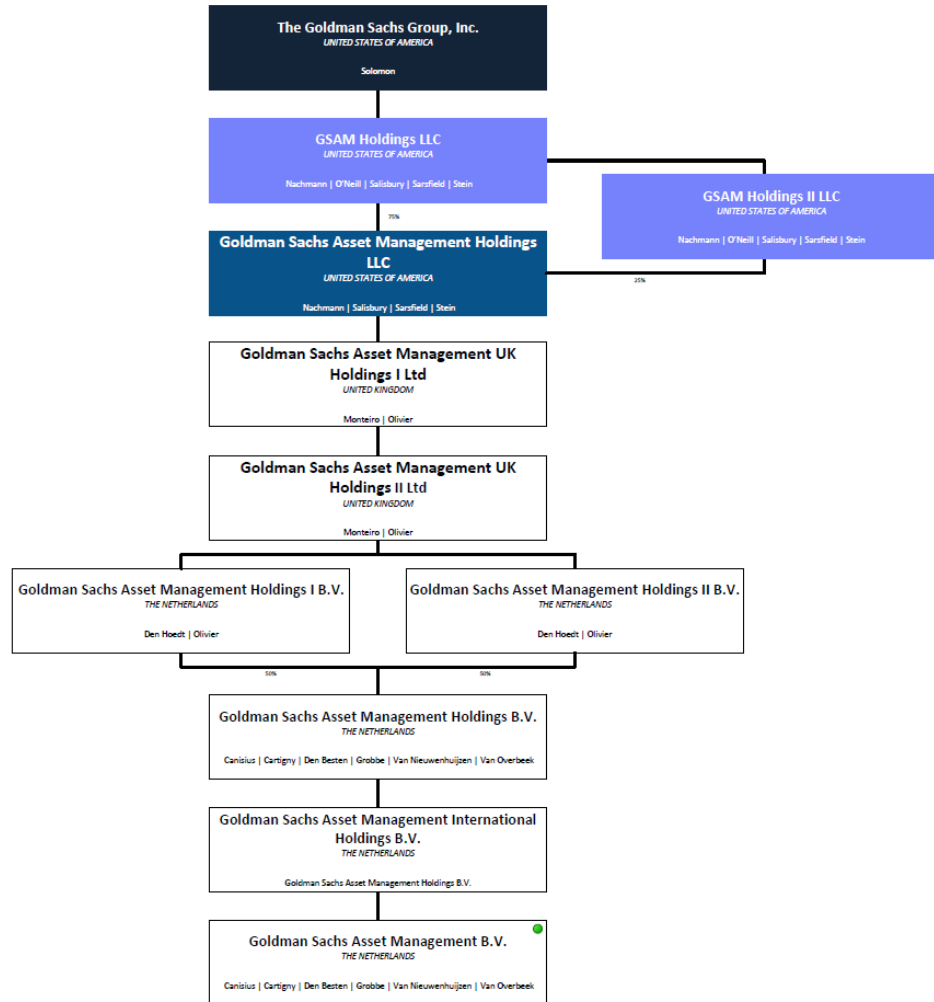 The Goldman Sachs Group, Inc.
UNITED STATES OF AMERICA
Solomon
GSAM Holdings LLC
UNITED STATES OF AMERICA
Nachmann | O'Neill | Salisbury | Sarsfield | Stein
GSAM Holdings II LLC
UNITED STATES OF AMERICA
Nachmann | O'Neill | Salisbury | Sarsfield | Stein
75%
Goldman Sachs Asset Management Holdings
LLC
UNITED STATES OF AMERICA
Nachmann | Salisbury | Sarsfield | Stein
25%
Goldman Sachs Asset Management UK
Holdings I Ltd
UNITED KINGDOM
Monteiro | Olivier
Goldman Sachs Asset Management UK
Holdings II Ltd
UNITED KINGDOM
Monteiro | Olivier
Goldman Sachs Asset Management Holdings I B.V.
THE NETHERLANDS
Den Hoedt | Olivier
Goldman Sachs Asset Management Holdings II B.V.
THE NETHERLANDS
Den Hoedt | Olivier
50%
50%
Goldman Sachs Asset Management Holdings B.V.
THE NETHERLANDS
Canisius | Cartigny | Den Besten | Grobbe | Van Nieuwenhuijzen | Van Overbeek
Goldman Sachs Asset Management International
Holdings B.V.
THE NETHERLANDS
Goldman Sachs Asset Management Holdings B.V.
Goldman Sachs Asset Management B.V.
THE NETHERLANDS
Canisius | Cartigny | Den Besten | Grobbe | Van Nieuwenhuijzen | Van Overbeek